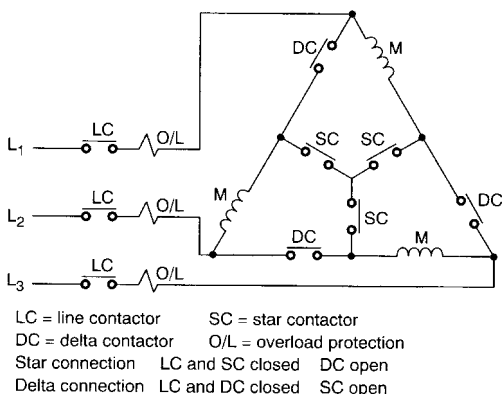 DC
M
LC
O/L
SC
SC
L1
M
DC
LC
O/L
SC
L2
DC
M
LC
O/L
L3
LC = line contactor SC = star contactor
DC = delta contactor O/L = overload protection
Star connection LC and SC closed DC open
Delta connection LC and DC closed SC open